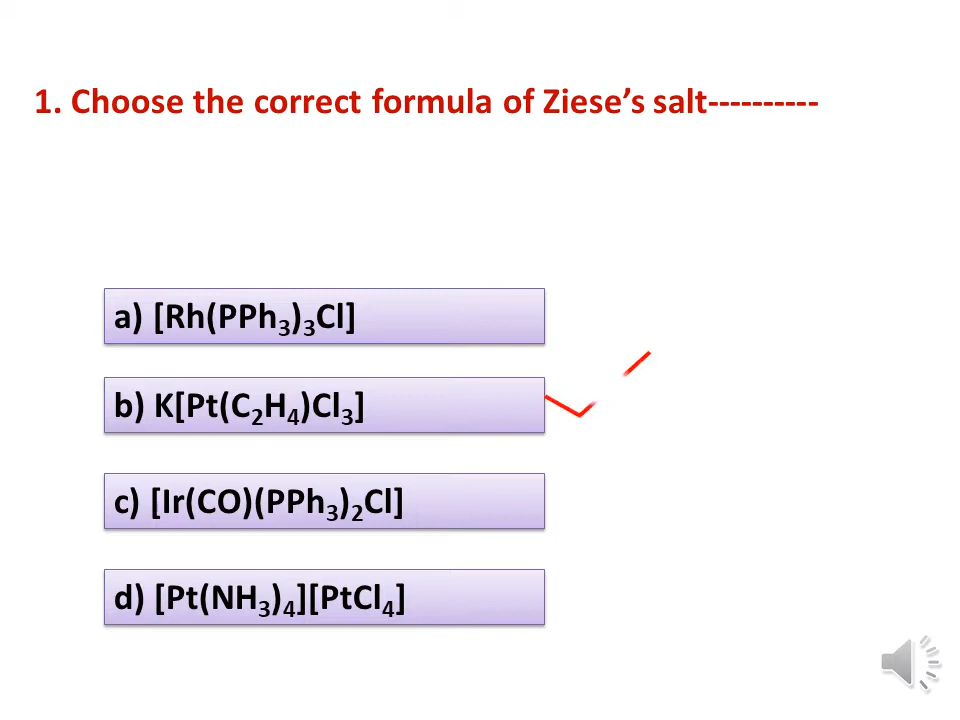 1. Choose the correct formula of Ziese’s salt----------
a) [Rh(PPh₃)₃Cl]
b) K[Pt(C₂H₄)Cl₃]
c) [Ir(CO)(PPh₃)₂Cl]
d) [Pt(NH₃)₄][PtCl₄]